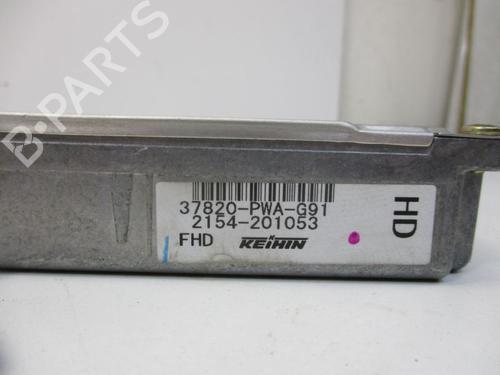 B-PARTS
37820-PWA-G91
2154-201053
FHD KEIHIN
HD